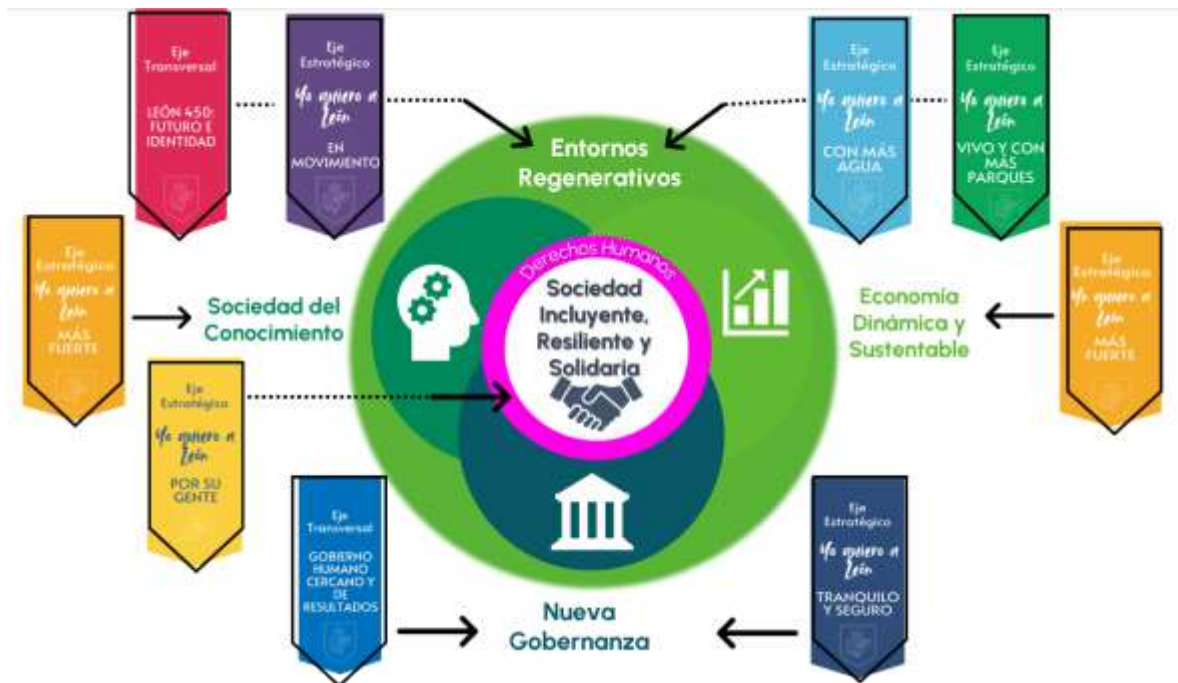 Eje
Transversal
LEÓN 450:
FUTURO E
IDENTIDAD
Eje
Estratégico
Yo quiero a
León
EN
MOVIMIENTO
Eje
Estratégico
Yo quiero a
León
CON MÁS
AGUA
Eje
Estratégico
Yo quiero a
León
VIVO Y CON
MÁS
PARQUES
Entornos
Regenerativos
Eje
Estratégico
Yo quiero a
León
MÁS
FUERTE
Sociedad del
Conocimiento
Derechos Humanos
Sociedad
Incluyente,
Resiliente y
Solidaria
Economía
Dinámica y
Sustentable
Eje
Estratégico
Yo quiero a
León
MÁS
FUERTE
Eje
Estratégico
Yo quiero a
León
POR SU
GENTE
Eje
Transversal
GOBIERNO
HUMANO
CERCANO Y
DE
RESULTADOS
Nueva
Gobernanza
Eje
Estratégico
Yo quiero a
León
TRANQUILO
Y SEGURO